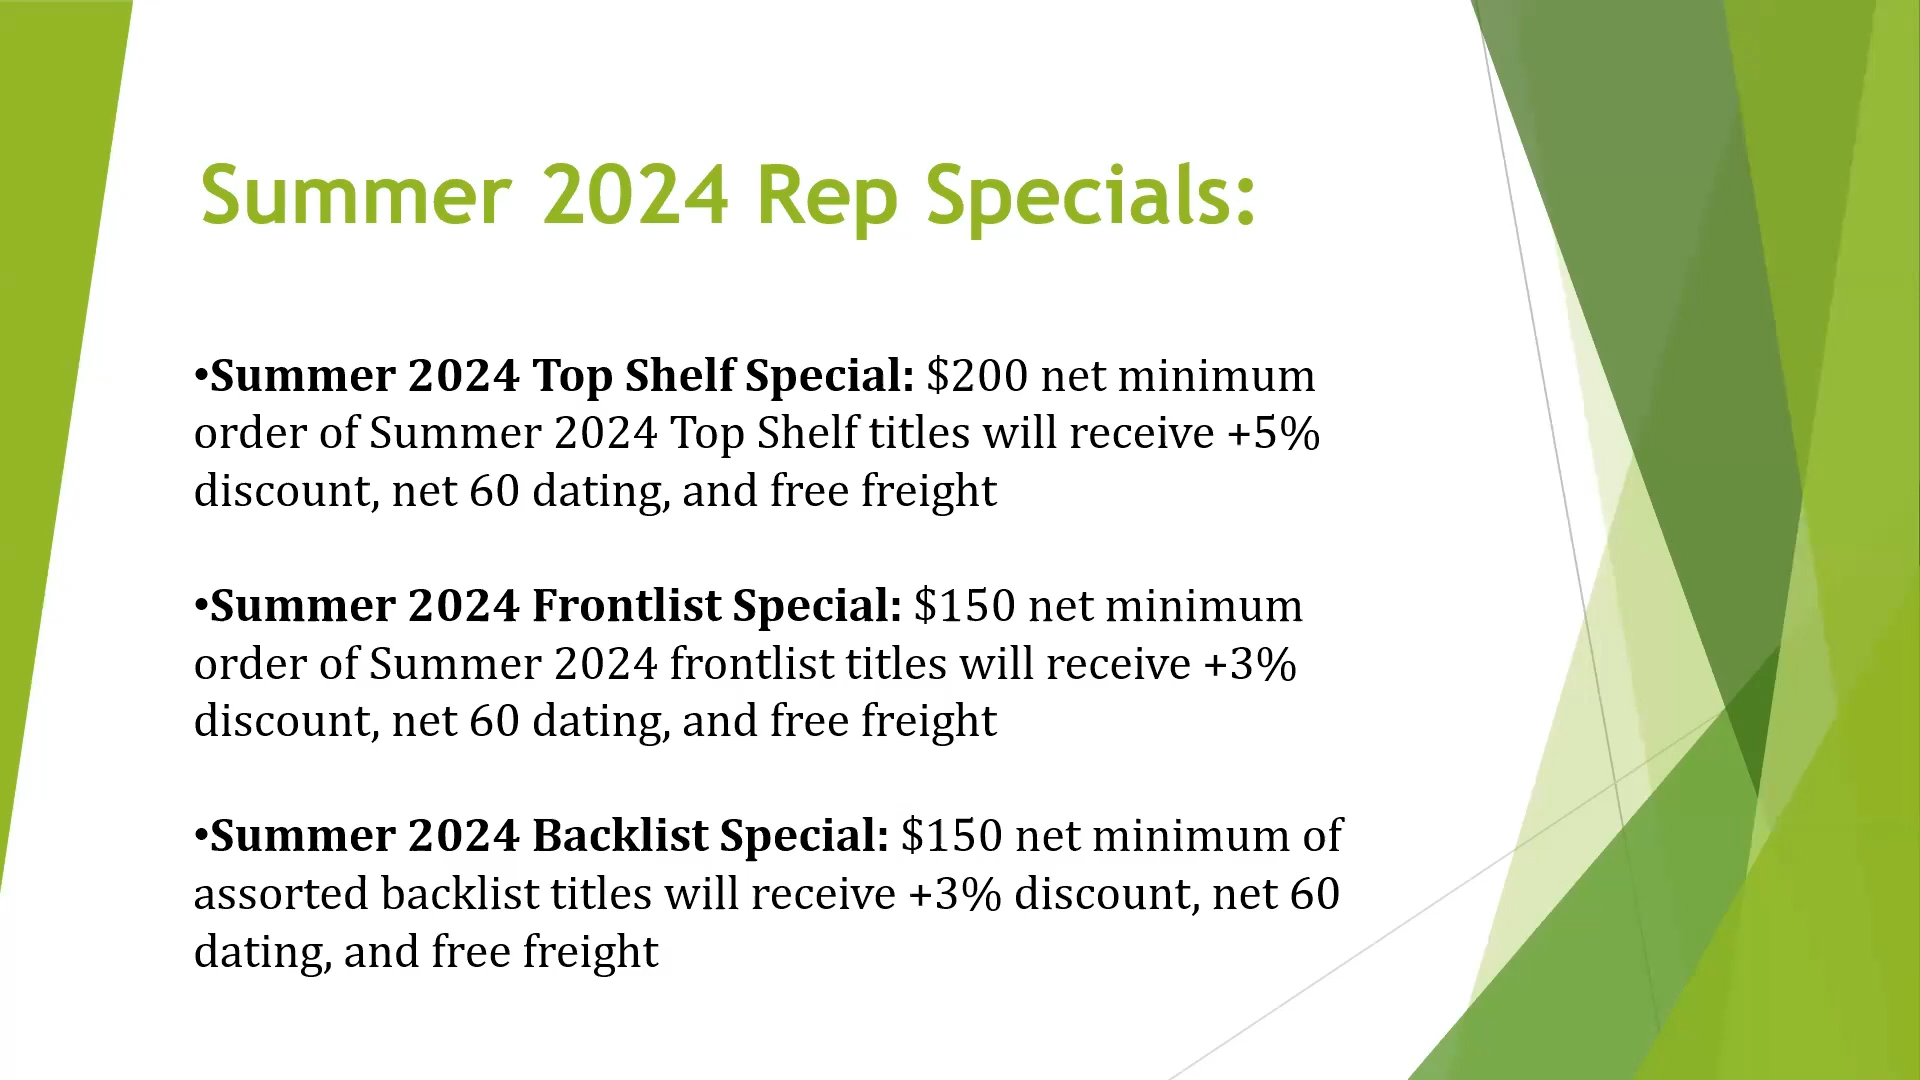 Summer 2024 Rep Specials:
•Summer 2024 Top Shelf Special: $200 net minimum
order of Summer 2024 Top Shelf titles will receive +5%
discount, net 60 dating, and free freight
•Summer 2024 Frontlist Special: $150 net minimum
order of Summer 2024 frontlist titles will receive +3%
discount, net 60 dating, and free freight
•Summer 2024 Backlist Special: $150 net minimum of
assorted backlist titles will receive +3% discount, net 60
dating, and free freight